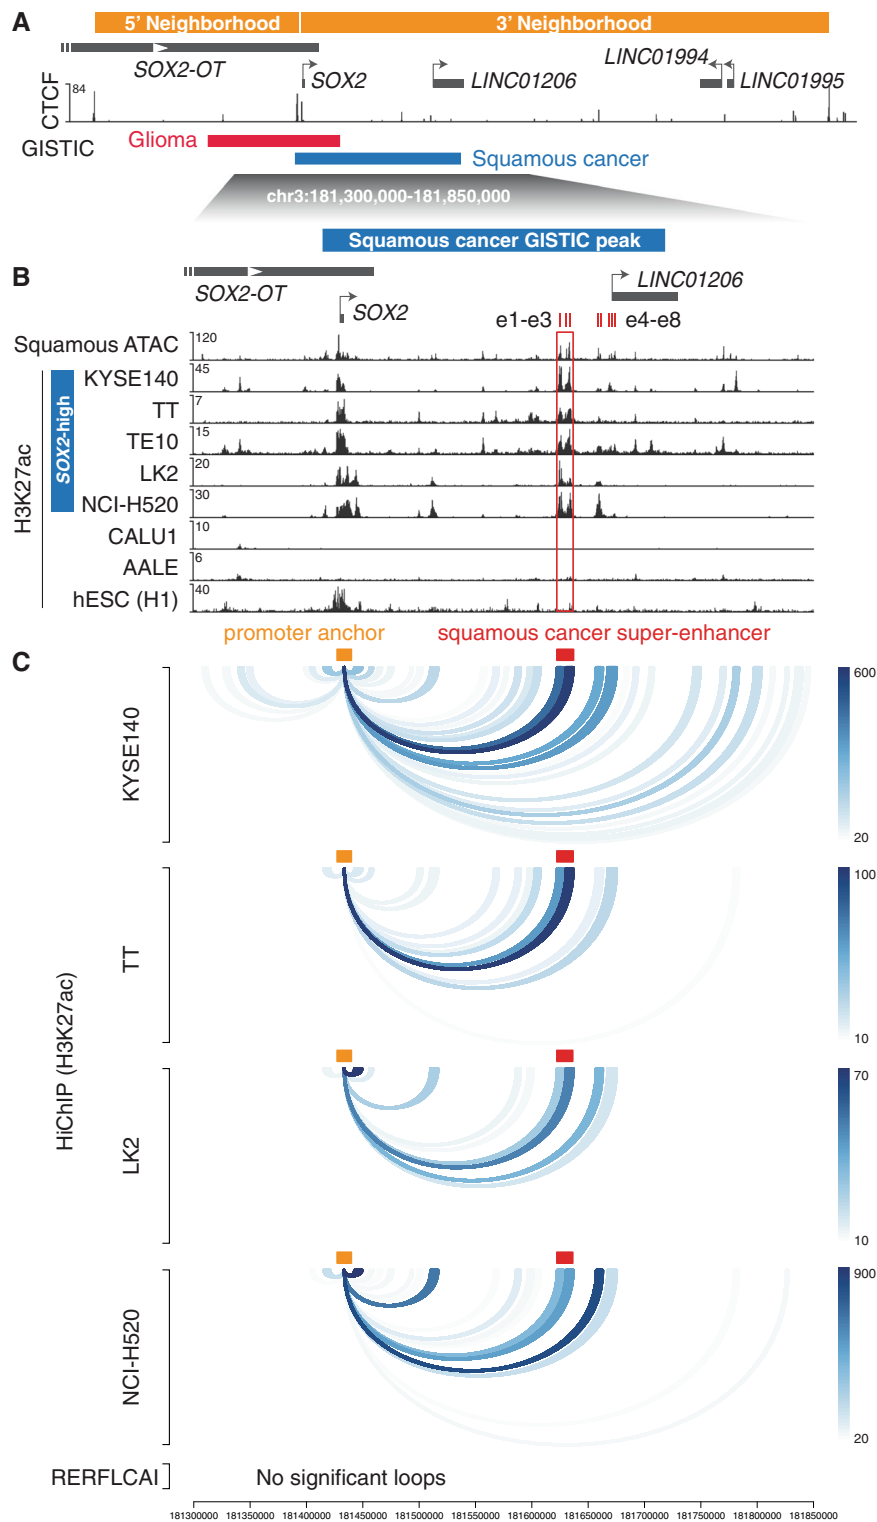 A
5’ Neighborhood
3’ Neighborhood
SOX2-OT
SOX2
LINC01206
LINC01994
LINC01995
CTCF
84
GISTIC
Glioma
Squamous cancer
chr3:181,300,000-181,850,000
Squamous cancer GISTIC peak
B
SOX2-OT
SOX2
LINC01206
e1-e3
e4-e8
Squamous ATAC
120
H3K27ac
SOX2-high
KYSE140
45
TT
7
TE10
15
LK2
20
NCI-H520
30
CALU1
10
AALE
6
hESC (H1)
40
promoter anchor
squamous cancer super-enhancer
C
HiChIP (H3K27ac)
KYSE140
600
20
TT
100
10
LK2
70
10
NCI-H520
900
20
RERFLCAI
No significant loops
181300000 181350000 181400000 181450000 181500000 181550000 181600000 181650000 181700000 181750000 181800000 181850000